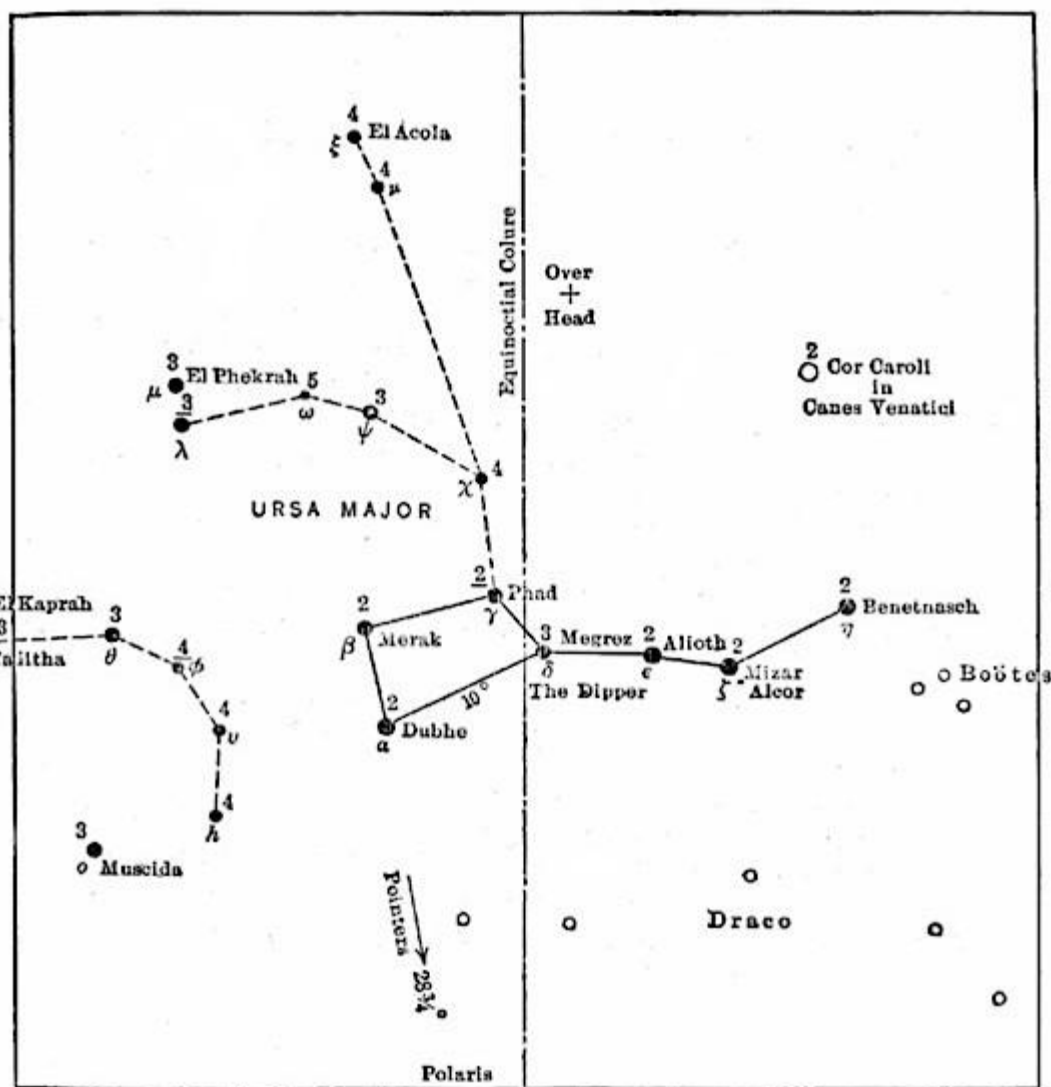 4
ξ El Acola
4
μ
Equinoctial Colure
Over
Head
3
μ El Phekrah
3
λ
5
ω
3
ψ
2
Cor Caroli
in
Canes Venatici
4
χ
URSA MAJOR
2
Phad
γ
2
β Merak
El Kaprah
3
3
θ
4 φ
3 Megrez
δ
2 Alioth
ϵ
2 Mizar
ζ Alcor
2
Benetnasch
η
The Dipper
10°
2
Dubhe
α
Boötes
4
υ
4
h
3
o Muscida
Pointers
28¾°
Draco
Polaris